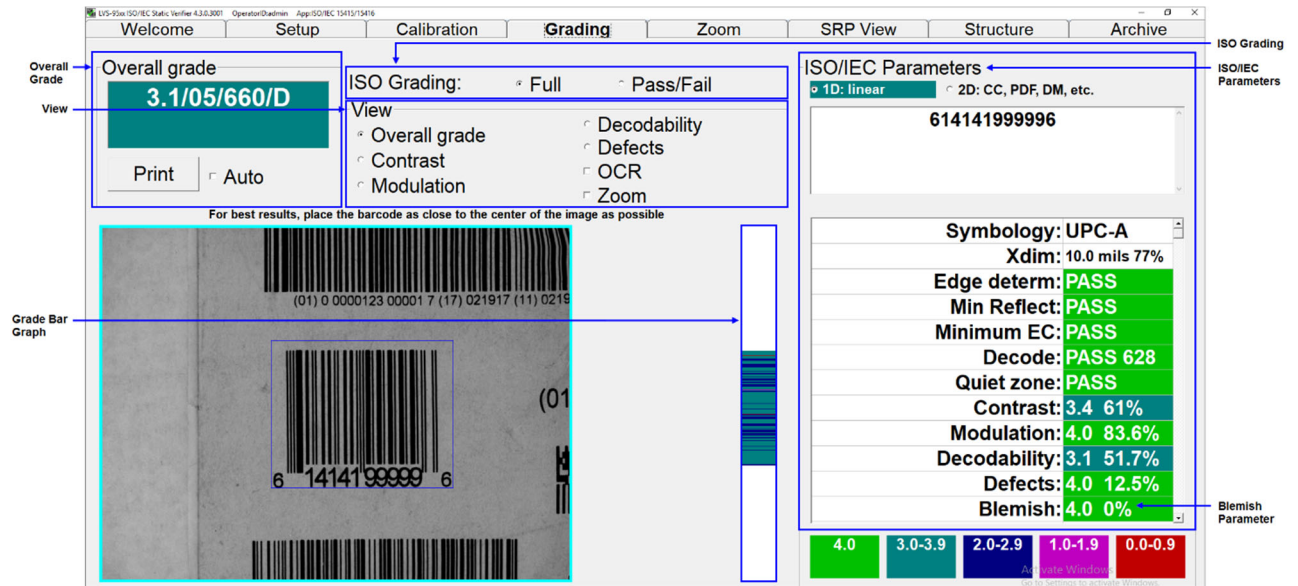 LVS-95xx ISO/IEC Static Verifier 4.3.0.3001 OperatorID:admin App:ISO/IEC 15415/15416
Welcome Setup Calibration Grading Zoom SRP View Structure Archive
ISO Grading
Overall Grade
Overall grade
3.1/05/660/D
Print
Auto
ISO Grading: Full Pass/Fail
View
View
Overall grade
Contrast
Modulation
Decodability
Defects
OCR
Zoom
For best results, place the barcode as close to the center of the image as possible
(01) 0 0000123 00001 7 (17) 021917 (11) 0219
(01
6 14141 99999 6
Grade Bar
Graph
ISO/IEC Parameters
ISO/IEC
Parameters
1D: linear 2D: CC, PDF, DM, etc.
614141999996
Symbology: UPC-A
Xdim: 10.0 mils 77%
Edge determ: PASS
Min Reflect: PASS
Minimum EC: PASS
Decode: PASS 628
Quiet zone: PASS
Contrast: 3.4 61%
Modulation: 4.0 83.6%
Decodability: 3.1 51.7%
Defects: 4.0 12.5%
Blemish: 4.0 0%
Blemish
Parameter
4.0 3.0-3.9 2.0-2.9 1.0-1.9 0.0-0.9
Activate Windows
Go to Settings to activate Windows.